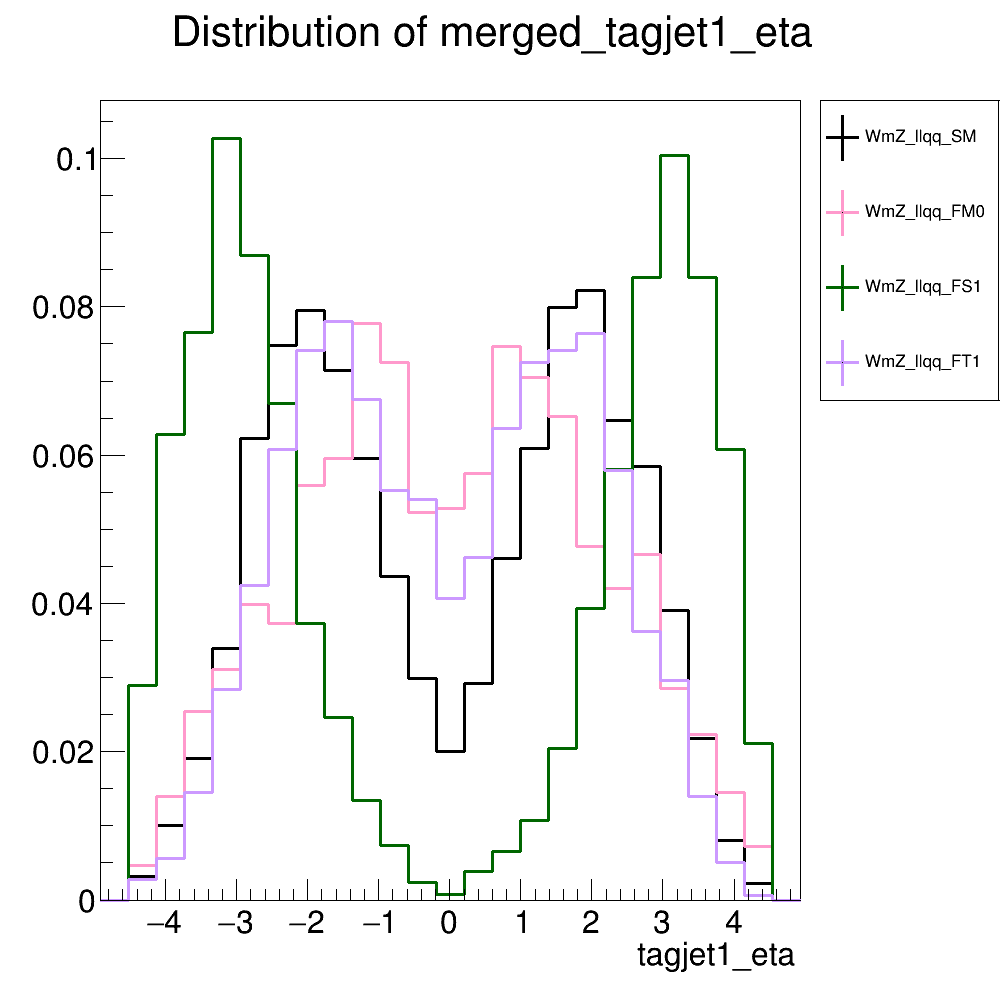 Distribution of merged_tagjet1_eta
0.1
0.08
0.06
0.04
0.02
0
−4 −3 −2 −1 0 1 2 3 4
tagjet1_eta
WmZ_llqq_SM
WmZ_llqq_FM0
WmZ_llqq_FS1
WmZ_llqq_FT1